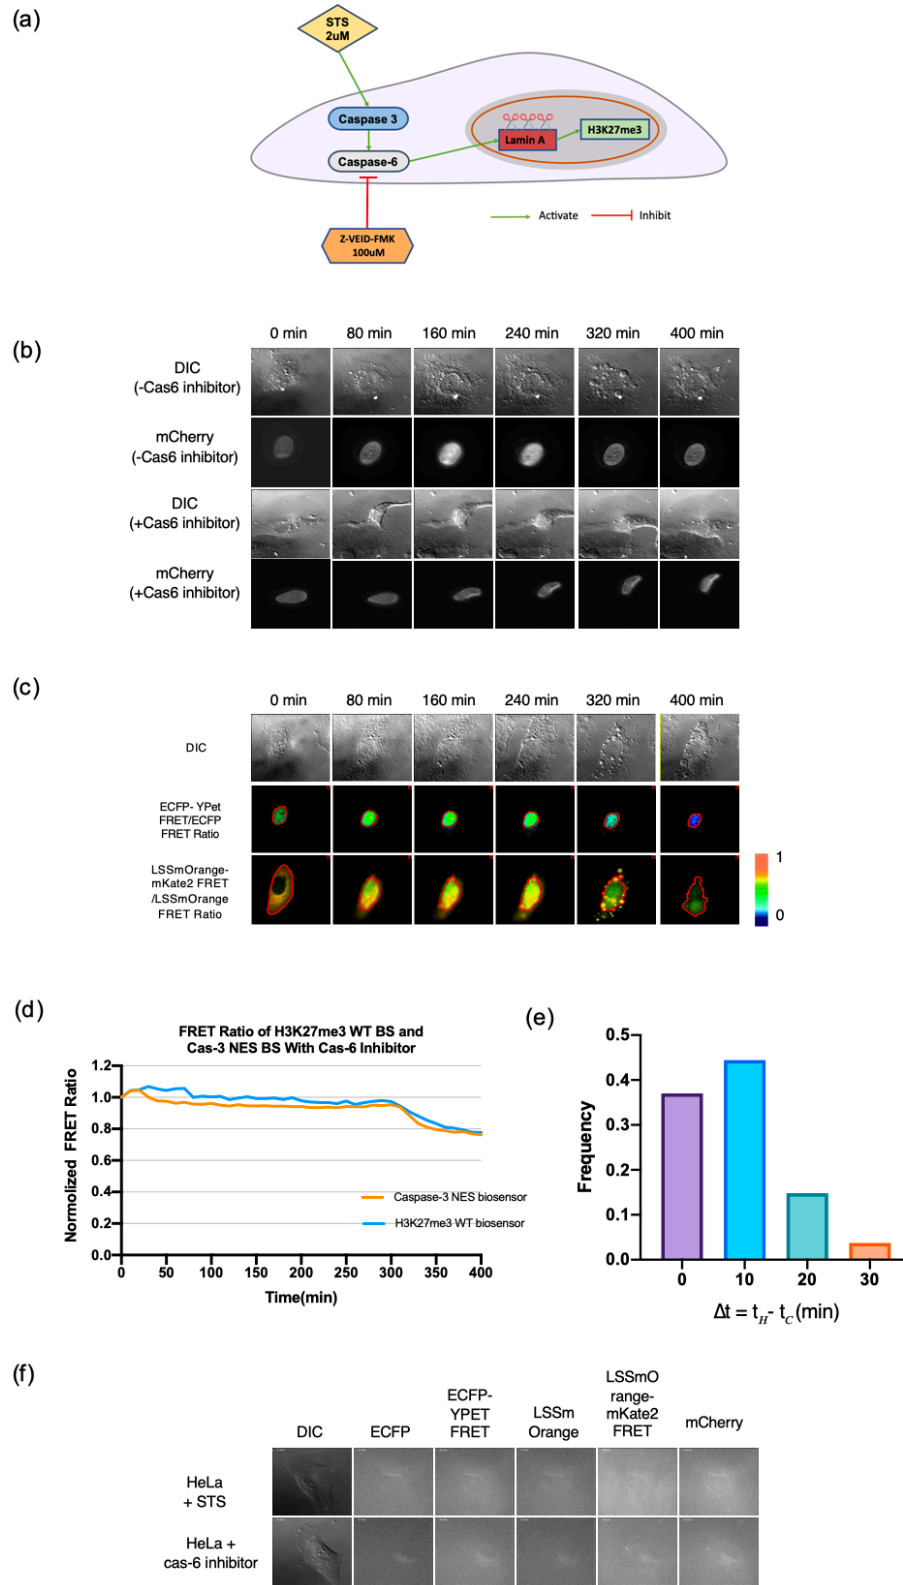 (a)
STS
2uM
Caspase 3
Caspase-6
Lamin A
H3K27me3
Activate
Inhibit
Z-VEID-FMK
100uM
(b)
0 min 80 min 160 min 240 min 320 min 400 min
DIC
(-Cas6 inhibitor)
mCherry
(-Cas6 inhibitor)
DIC
(+Cas6 inhibitor)
mCherry
(+Cas6 inhibitor)
(c)
0 min 80 min 160 min 240 min 320 min 400 min
DIC
ECFP- YPet
FRET/ECFP
FRET Ratio
LSSmOrange-
mKate2 FRET
/LSSmOrange
FRET Ratio
1
0
(d)
FRET Ratio of H3K27me3 WT BS and
Cas-3 NES BS With Cas-6 Inhibitor
Normolized FRET Ratio
1.2
1.0
0.8
0.6
0.4
0.2
0.0
Caspase-3 NES biosensor
H3K27me3 WT biosensor
0 50 100 150 200 250 300 350 400
Time(min)
(e)
Frequency
0.5
0.4
0.3
0.2
0.1
0.0
0 10 20 30
Δt = tH- tC (min)
(f)
DIC
ECFP
ECFP-
YPET
FRET
LSSm
Orange
LSSmO
range-
mKate2
FRET
mCherry
HeLa
+ STS
HeLa +
cas-6 inhibitor